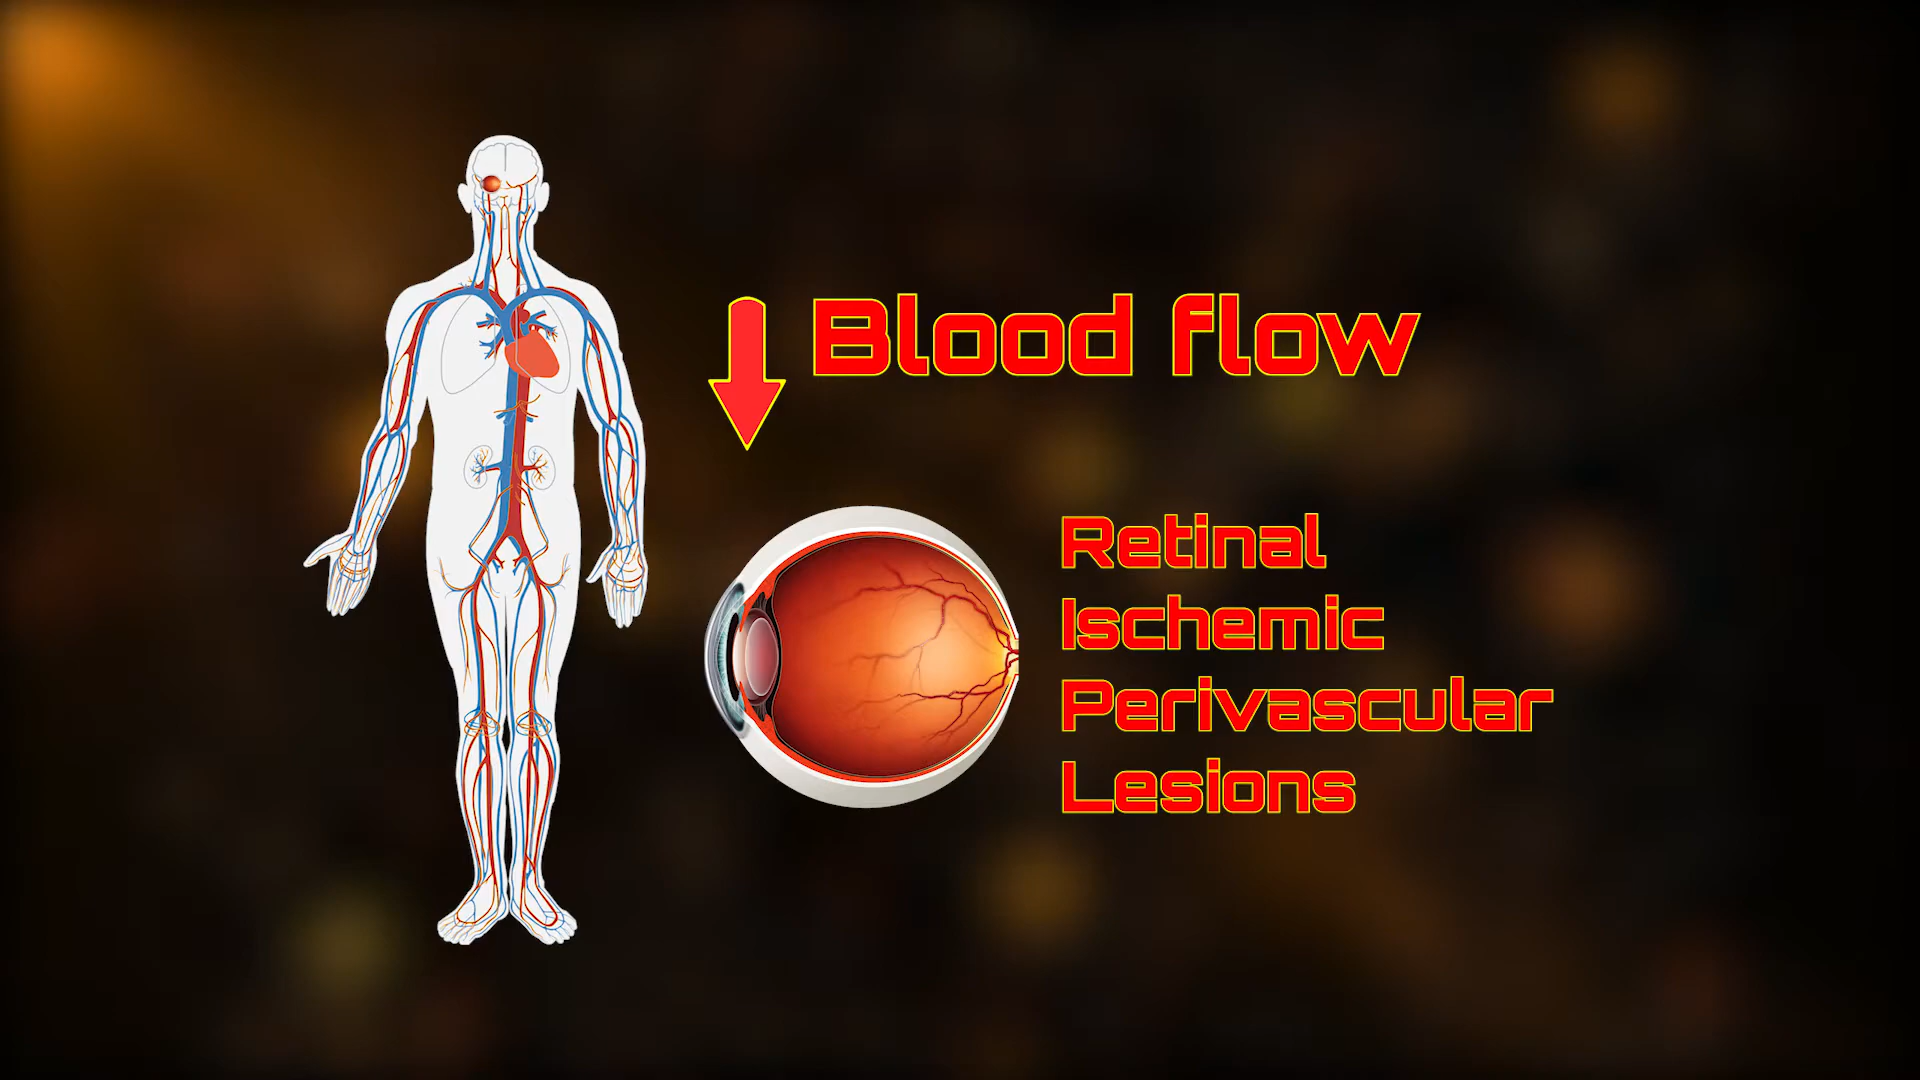 Blood flow
Retinal
Ischemic
Perivascular
Lesions